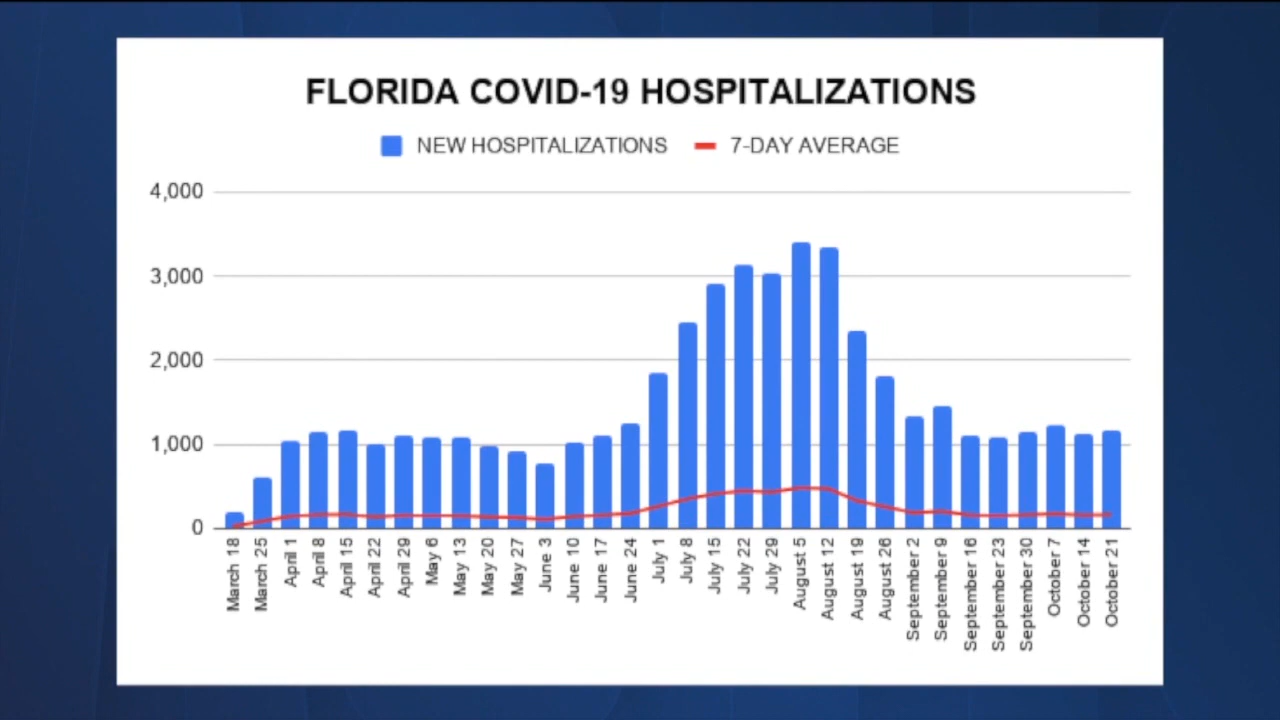 FLORIDA COVID-19 HOSPITALIZATIONS
NEW HOSPITALIZATIONS
7-DAY AVERAGE
4,000
3,000
2,000
1,000
0
March 18
March 25
April 1
April 8
April 15
April 22
April 29
May 6
May 13
May 20
May 27
June 3
June 10
June 17
June 24
July 1
July 8
July 15
July 22
July 29
August 5
August 12
August 19
August 26
September 2
September 9
September 16
September 23
September 30
October 7
October 14
October 21